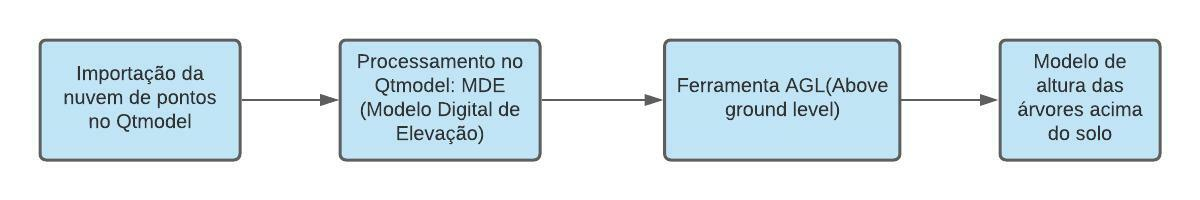 Importação da
nuvem de pontos
no Qtmodel
Processamento no
Qtmodel: MDE
(Modelo Digital de
Elevação)
Ferramenta AGL(Above
ground level)
Modelo de
altura das
árvores acima
do solo